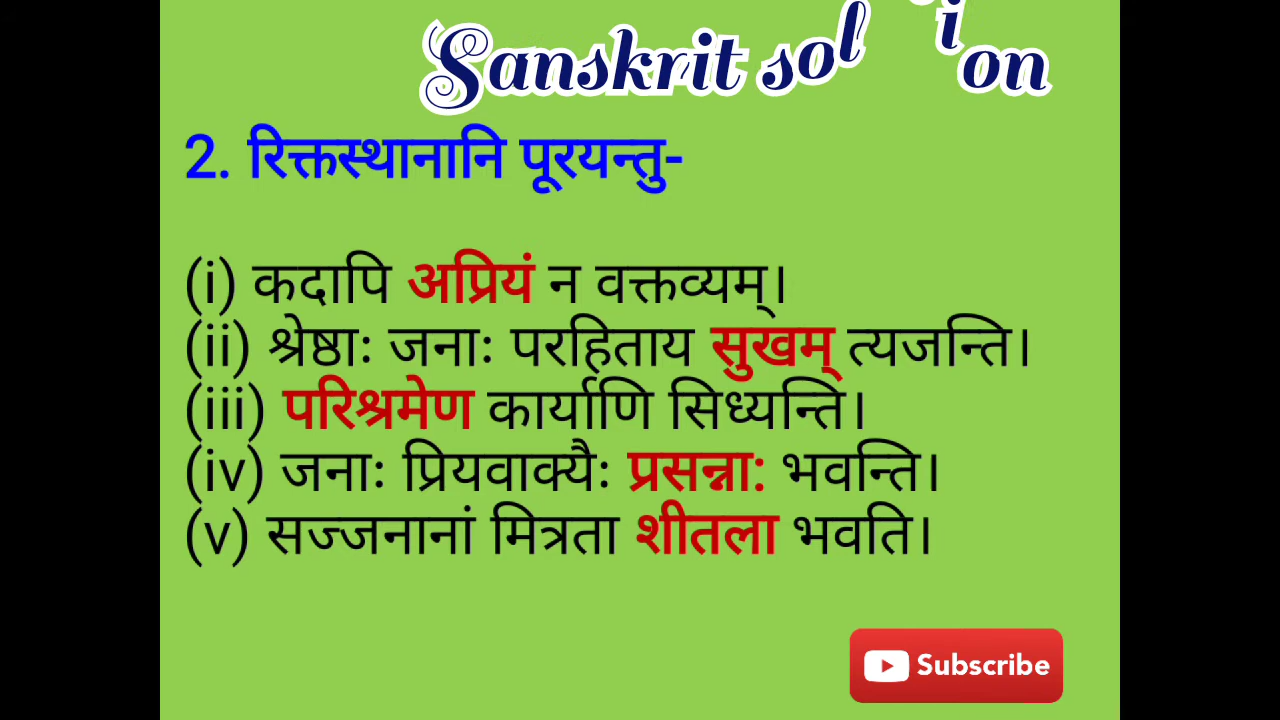 Sanskrit sol i on
2. रिक्तस्थानानि पूरयन्तु-
(i) कदापि अप्रियं न वक्तव्यम्।
(ii) श्रेष्ठाः जनाः परहिताय सुखम् त्यजन्ति।
(iii) परिश्रमेण कार्याणि सिध्यन्ति।
(iv) जनाः प्रियवाक्यैः प्रसन्ना: भवन्ति।
(v) सज्जनानां मित्रता शीतला भवति।
Subscribe